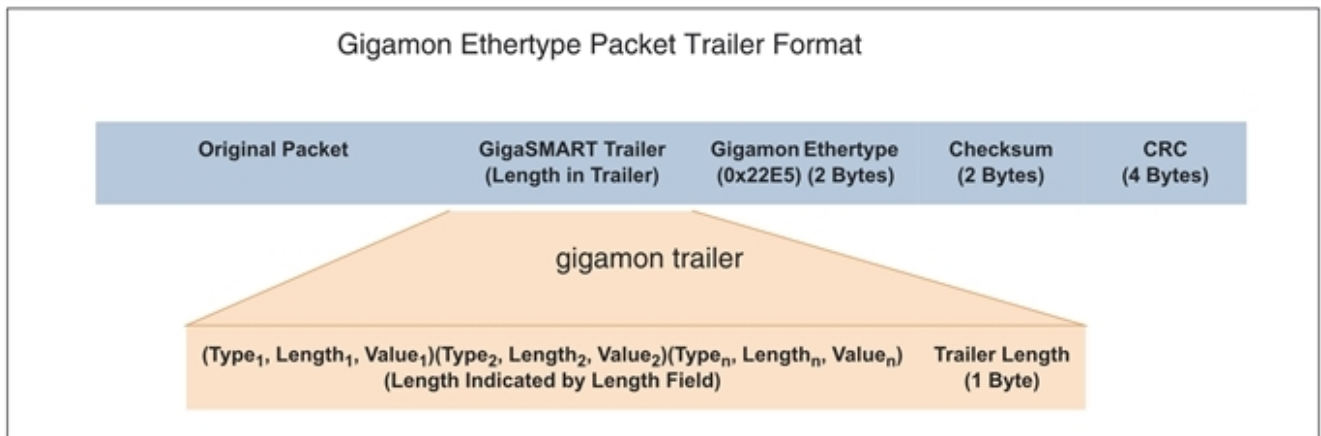 Gigamon Ethertype Packet Trailer Format
Original Packet
GigaSMART Trailer
(Length in Trailer)
Gigamon Ethertype
(0x22E5) (2 Bytes)
Checksum
(2 Bytes)
CRC
(4 Bytes)
gigamon trailer
(Type₁, Length₁, Value₁)(Type₂, Length₂, Value₂)(Typeₙ, Lengthₙ, Valueₙ)
(Length Indicated by Length Field)
Trailer Length
(1 Byte)